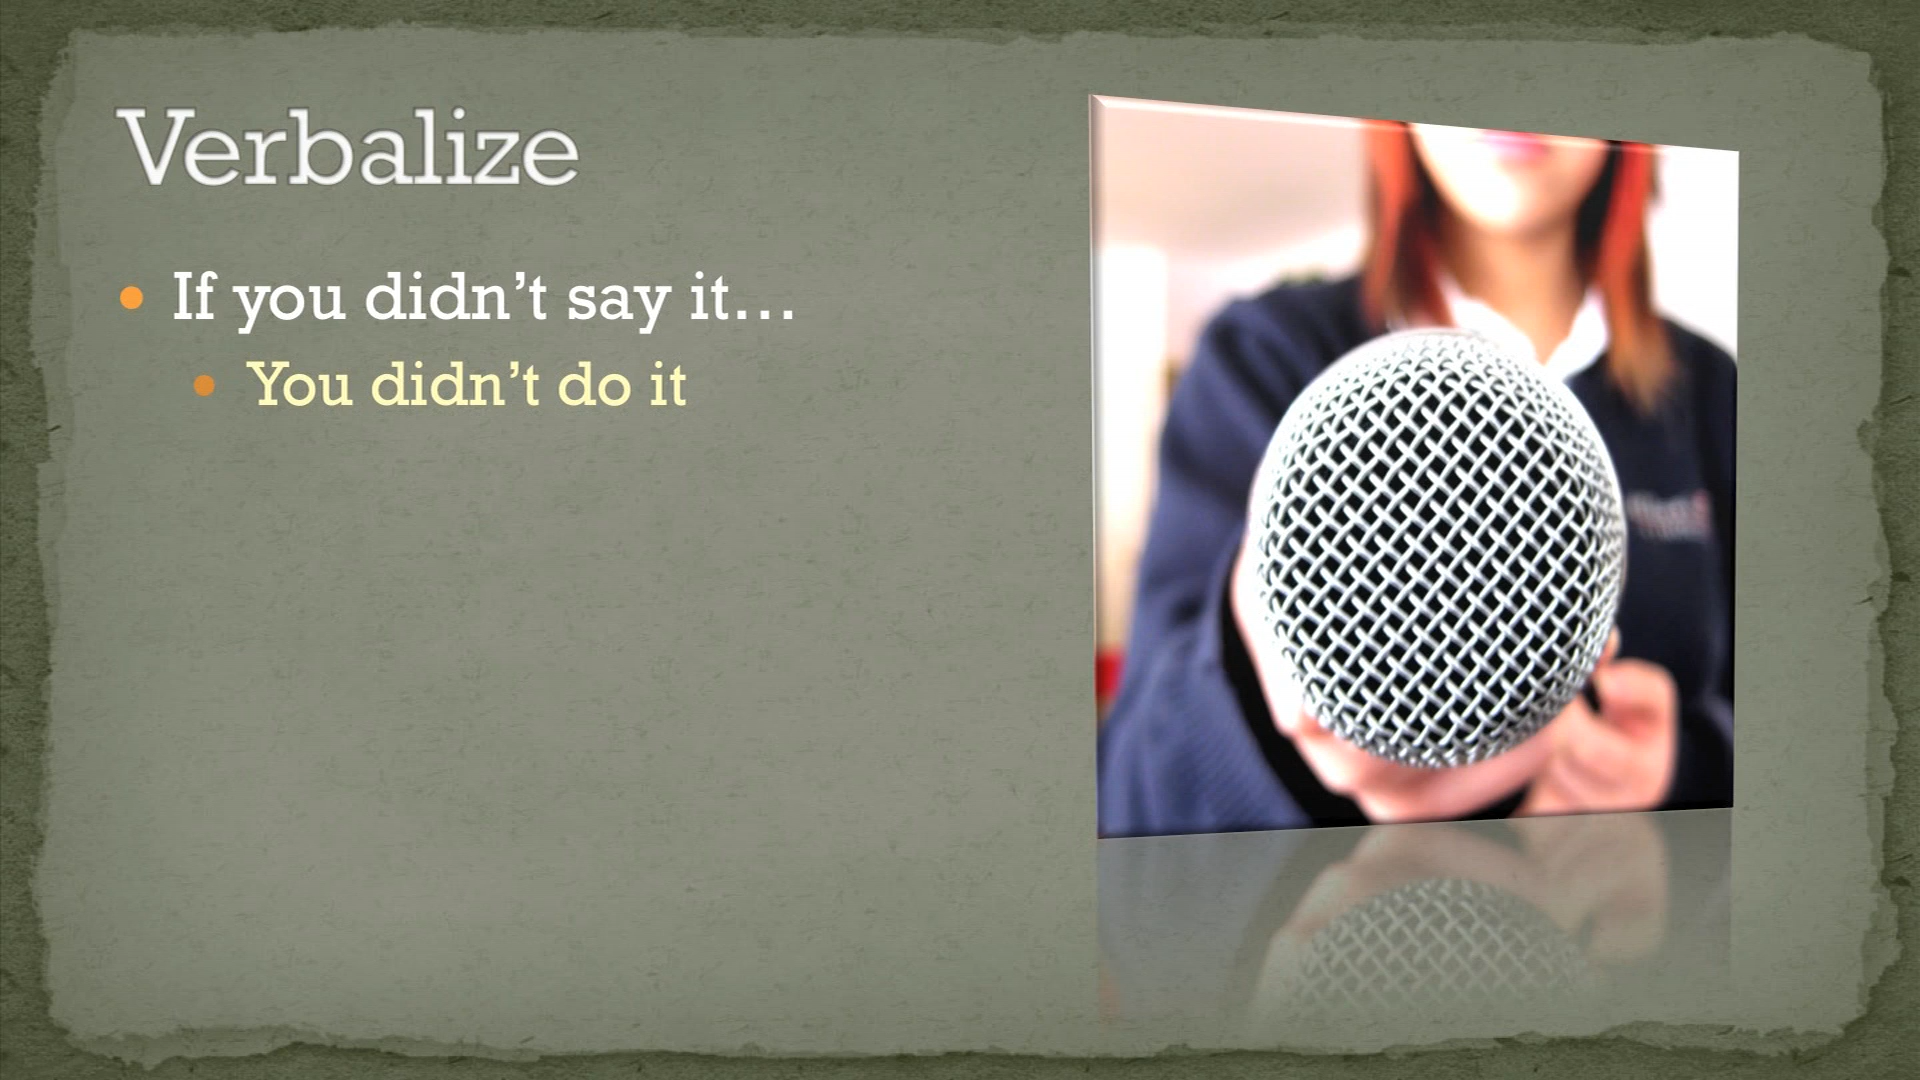 Verbalize
If you didn’t say it…
You didn’t do it